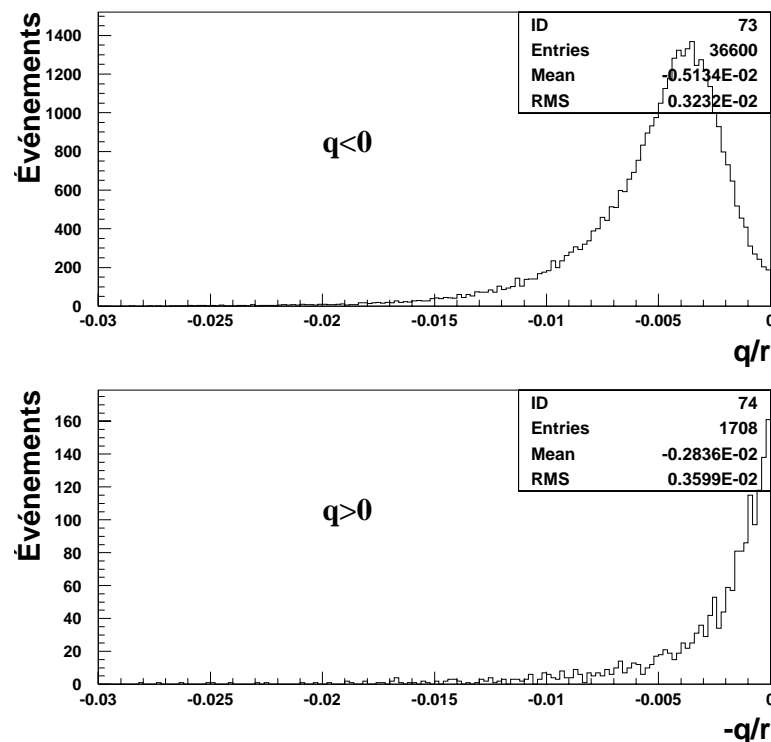 ID 73
Entries 36600
Mean -0.5134E-02
RMS 0.3232E-02
Événements
q<0
1400
1200
1000
800
600
400
200
0
-0.03 -0.025 -0.02 -0.015 -0.01 -0.005 0
q/r
ID 74
Entries 1708
Mean -0.2836E-02
RMS 0.3599E-02
Événements
q>0
160
140
120
100
80
60
40
20
0
-0.03 -0.025 -0.02 -0.015 -0.01 -0.005 0
-q/r